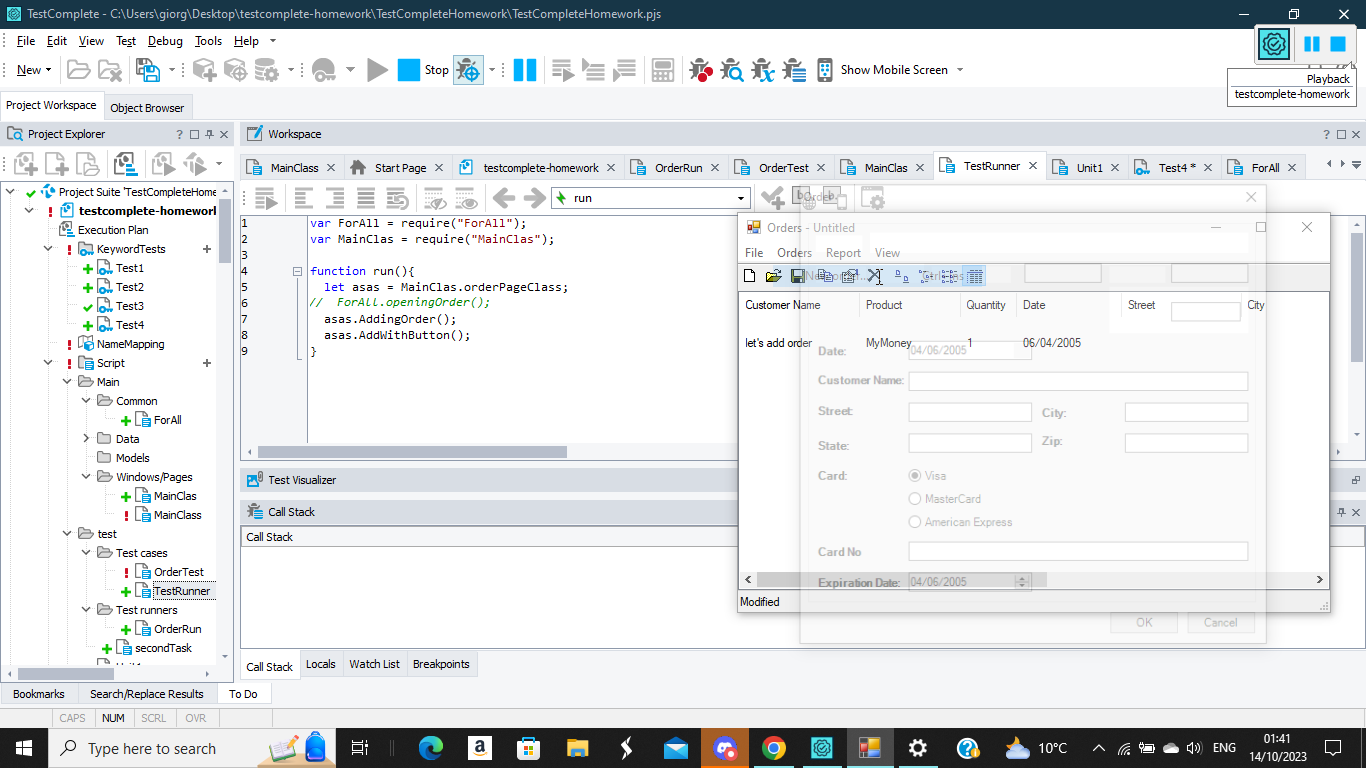 TestComplete - C:\Users\giorg\Desktop\testcomplete-homework\TestCompleteHomework\TestCompleteHomework.pjs
File Edit View Test Debug Tools Help
New Stop Show Mobile Screen
Playback
testcomplete-homework
Project Workspace Object Browser
Project Explorer
Workspace
MainClass Start Page testcomplete-homework OrderRun OrderTest MainClas TestRunner Unit1 Test4 * ForAll
run
Project Suite 'TestCompleteHome
testcomplete-homeworl
Execution Plan
KeywordTests
Test1
Test2
Test3
Test4
NameMapping
Script
Main
Common
ForAll
Data
Models
Windows/Pages
MainClas
MainClass
test
Test cases
OrderTest
TestRunner
Test runners
OrderRun
secondTask
1 var ForAll = require("ForAll");
2 var MainClas = require("MainClas");
3
4 function run(){
5 let asas = MainClas.orderPageClass;
6 // ForAll.openingOrder();
7 asas.AddingOrder();
8 asas.AddWithButton();
9 }
Order
Orders - Untitled
File Orders Report View
Customer Name Product Quantity Date Street City
let's add order MyMoney 1 06/04/2005
Date: 04/06/2005
Customer Name:
Street: City:
State: Zip:
Card: Visa
MasterCard
American Express
Card No
Expiration Date: 04/06/2005
Modified
OK Cancel
Test Visualizer
Call Stack
Call Stack
Call Stack Locals Watch List Breakpoints
Bookmarks Search/Replace Results To Do
CAPS NUM SCRL OVR
Type here to search
10°C
ENG
01:41
14/10/2023